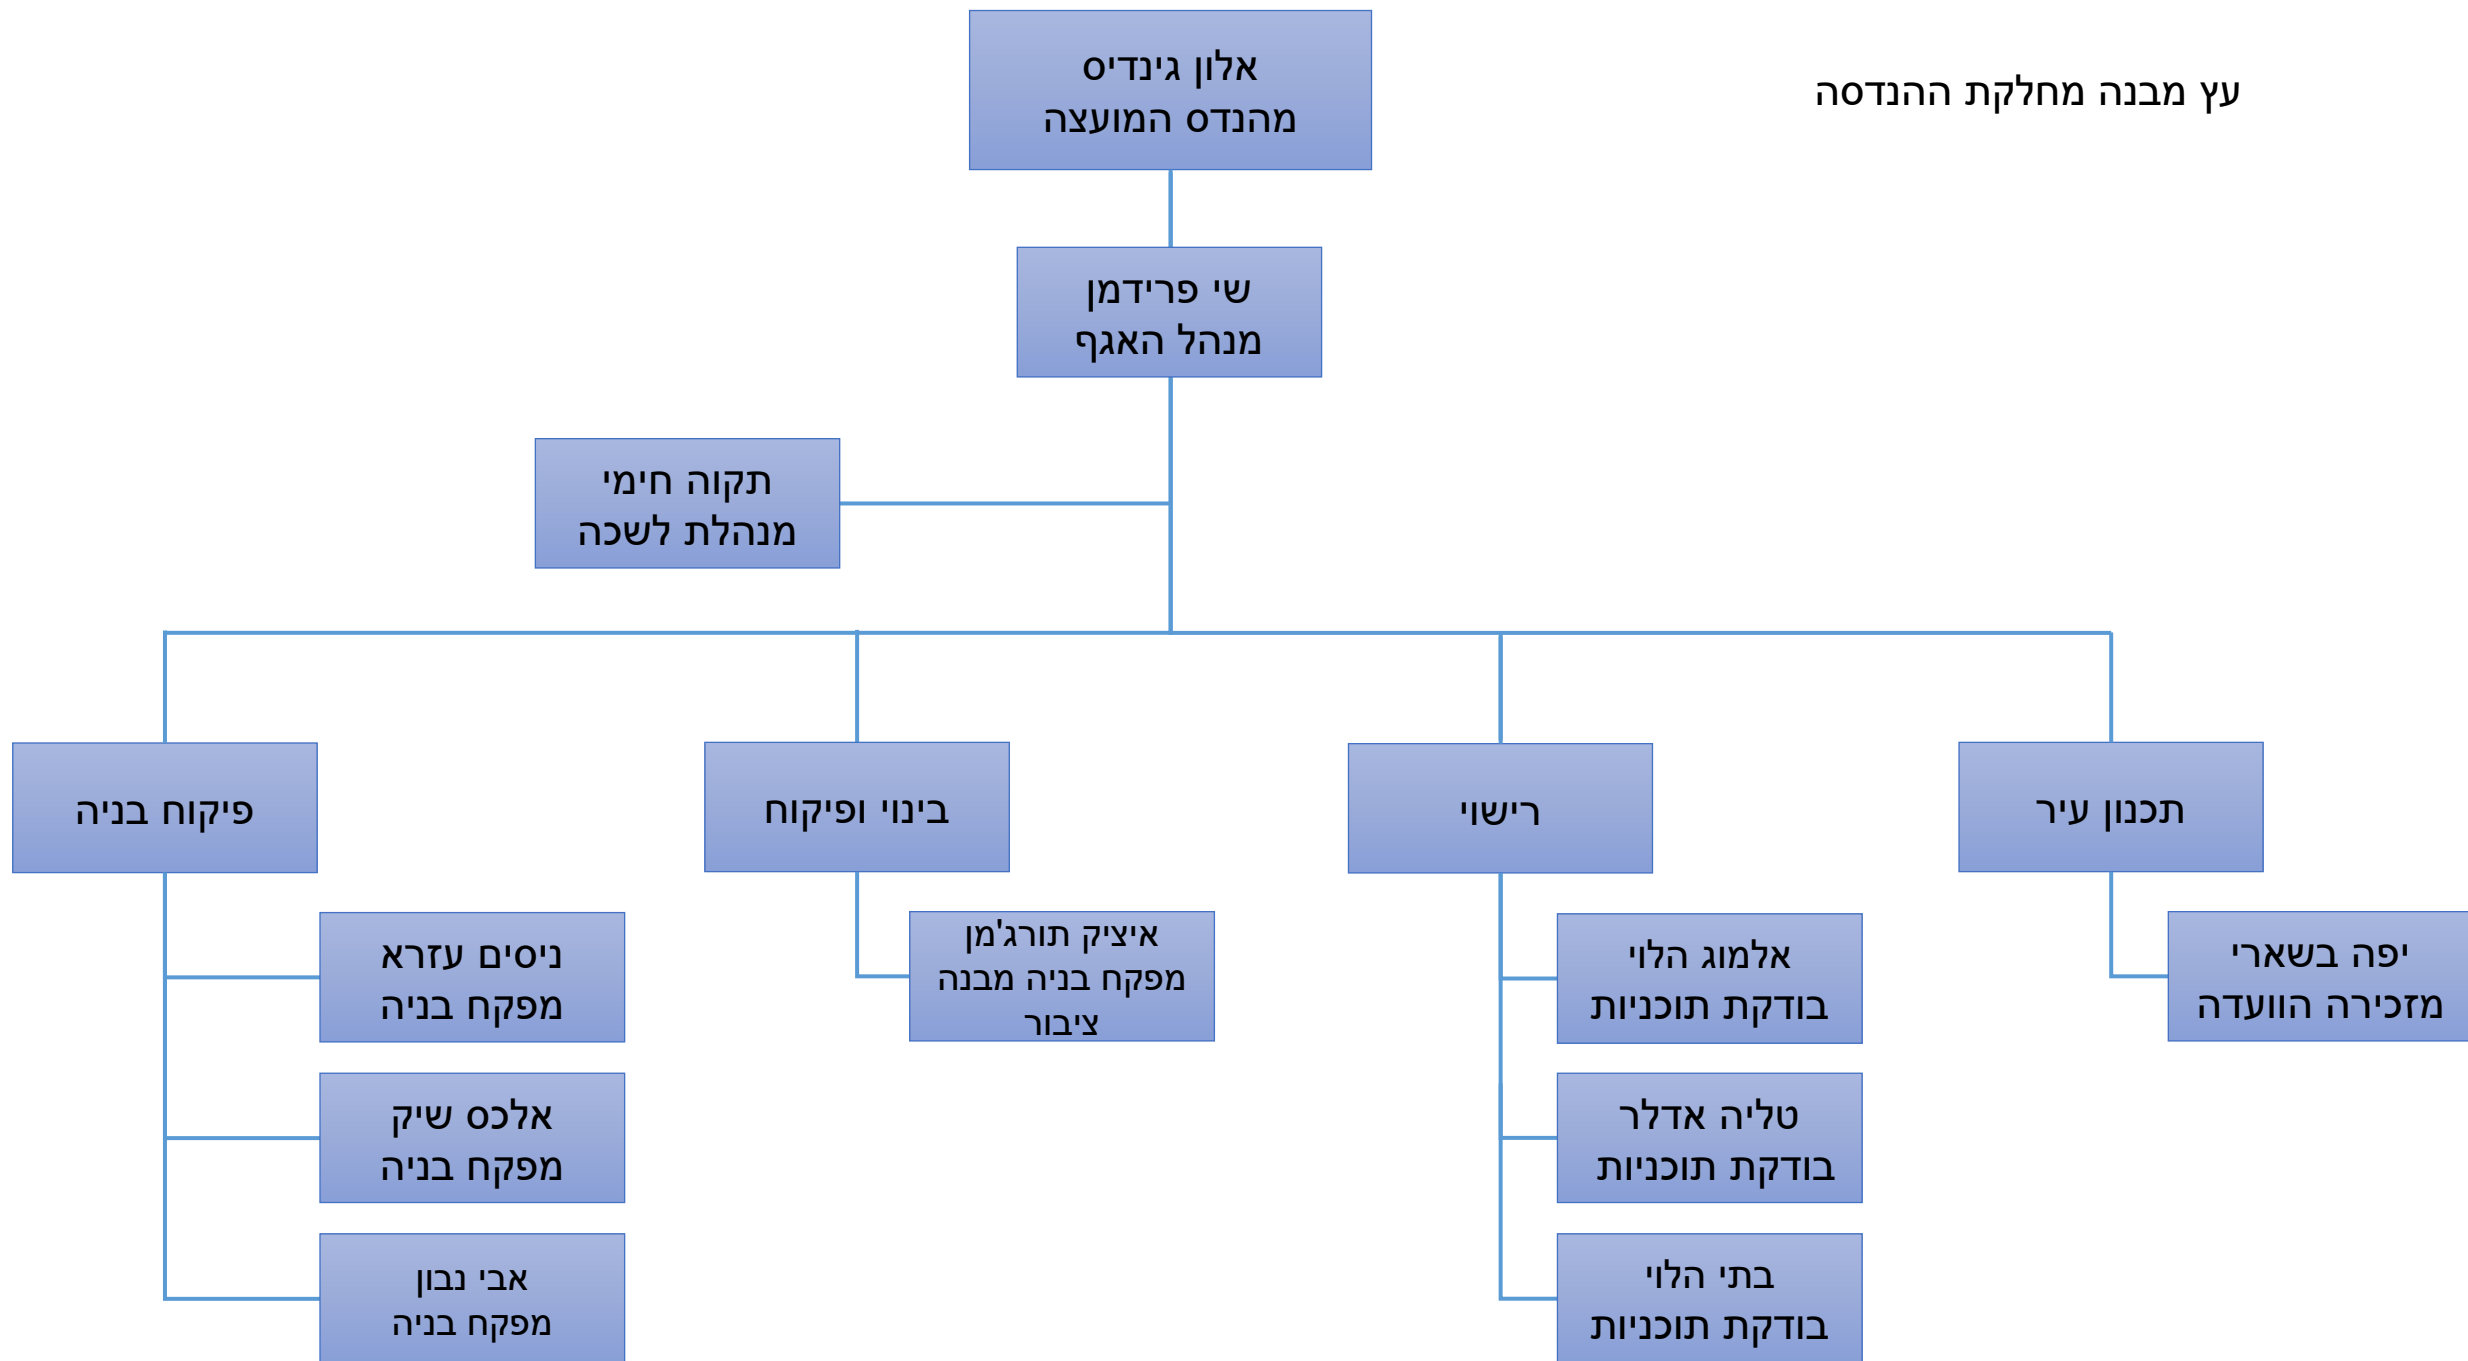 עץ מבנה מחלקת ההנדסה
אלון גינדיס
מהנדס המועצה
שי פרידמן
מנהל האגף
תקוה חימי
מנהלת לשכה
תכנון עיר
יפה בשארי
מזכירה הוועדה
רישוי
אלמוג הלוי
בודקת תוכניות
טליה אדלר
בודקת תוכניות
בתי הלוי
בודקת תוכניות
בינוי ופיקוח
איציק תורג'מן
מפקח בניה מבנה
ציבור
פיקוח בניה
ניסים עזרא
מפקח בניה
אלכס שיק
מפקח בניה
אבי נבון
מפקח בניה